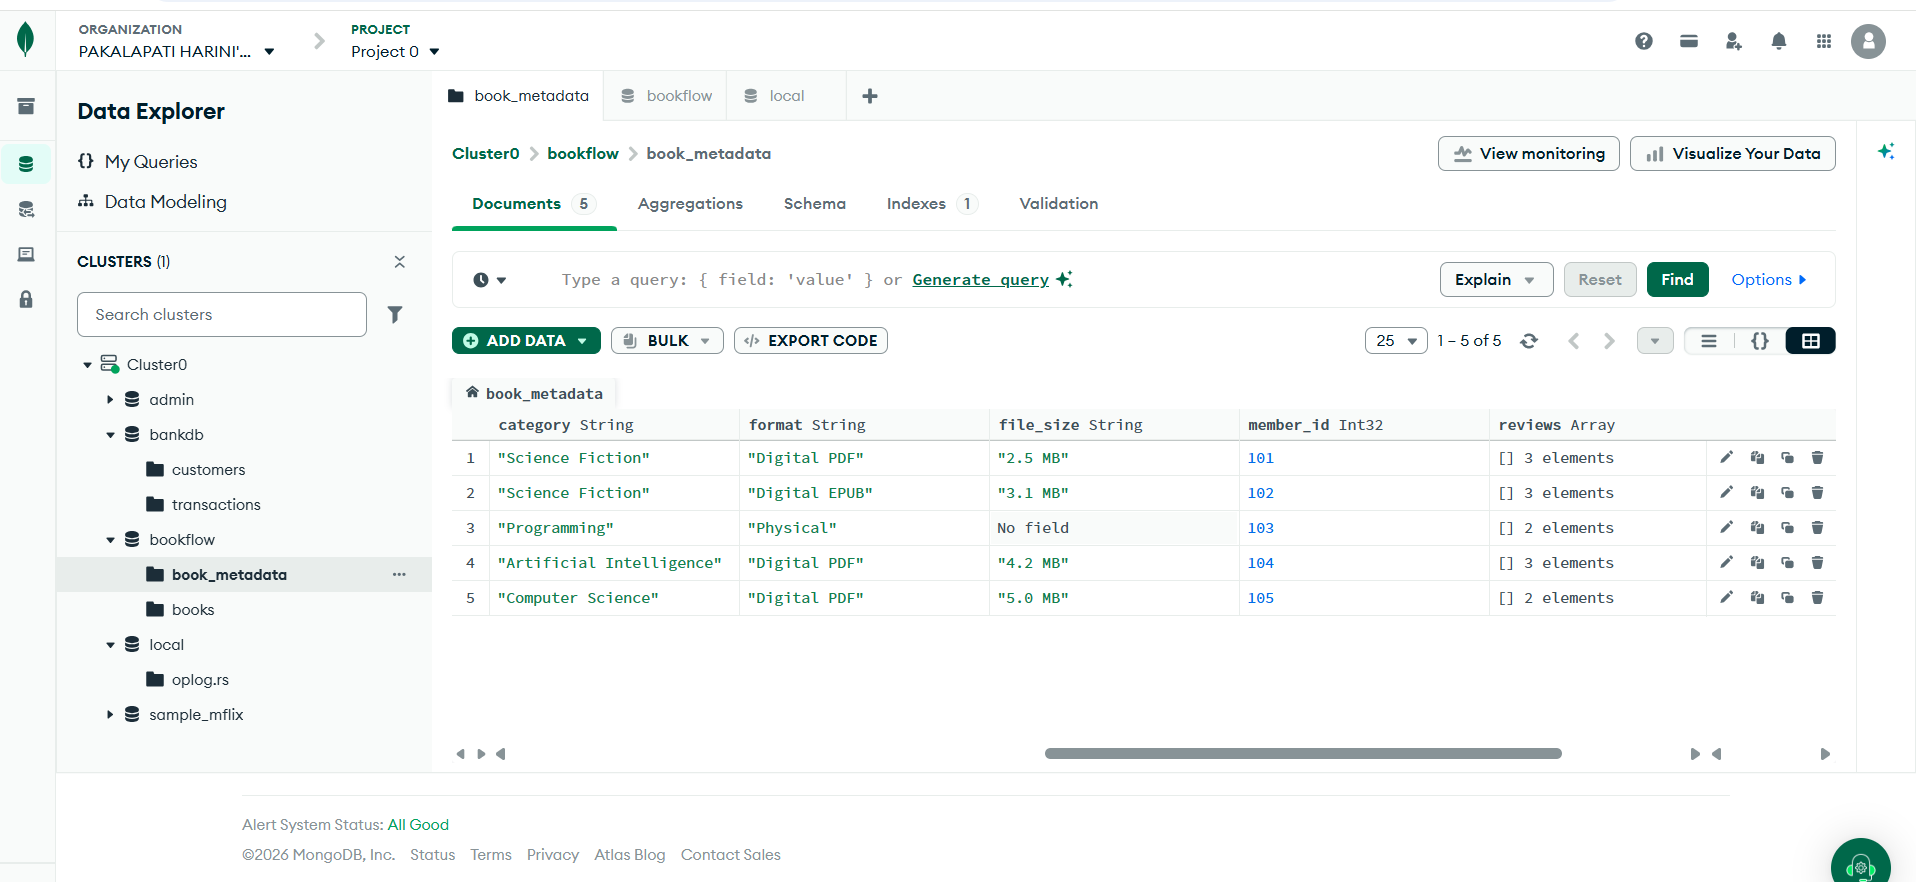 ORGANIZATION
PAKALAPATI HARINI'...
PROJECT
Project 0
Data Explorer
My Queries
Data Modeling
CLUSTERS (1)
Search clusters
Cluster0
admin
bankdb
customers
transactions
bookflow
book_metadata
books
local
oplog.rs
sample_mflix
book_metadata bookflow local
Cluster0 bookflow book_metadata
View monitoring Visualize Your Data
Documents 5 Aggregations Schema Indexes 1 Validation
Type a query: { field: 'value' } or Generate query
Explain Reset Find Options
ADD DATA BULK </> EXPORT CODE 25 1 – 5 of 5 {}
book_metadata
category String format String file_size String member_id Int32 reviews Array
1 "Science Fiction" "Digital PDF" "2.5 MB" 101 [] 3 elements
2 "Science Fiction" "Digital EPUB" "3.1 MB" 102 [] 3 elements
3 "Programming" "Physical" No field 103 [] 2 elements
4 "Artificial Intelligence" "Digital PDF" "4.2 MB" 104 [] 3 elements
5 "Computer Science" "Digital PDF" "5.0 MB" 105 [] 2 elements
Alert System Status: All Good
©2026 MongoDB, Inc. Status Terms Privacy Atlas Blog Contact Sales